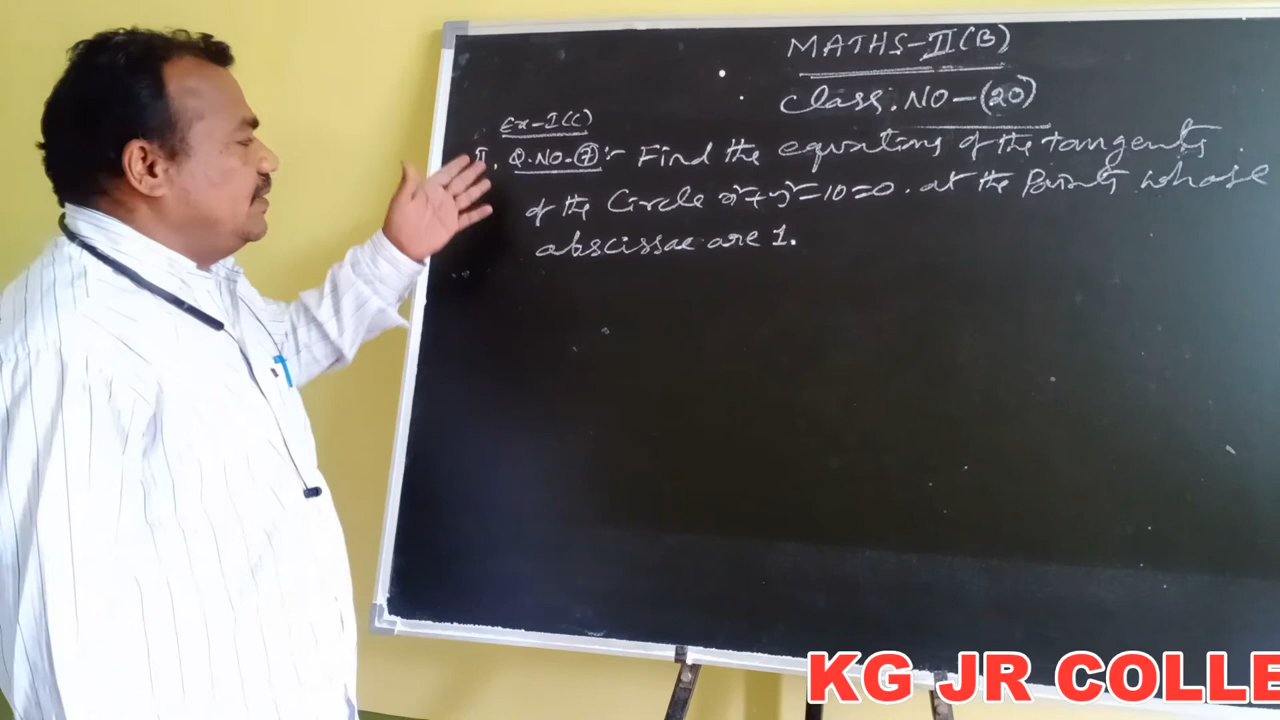 MATHS-II(B)
Class.NO-(20)
Ex-1(c)
II. Q.NO-7 :- Find the equations of the tangents
of the Circle x²+y²-10=0. at the Points whose
abscissae are 1.
KG JR COLLE